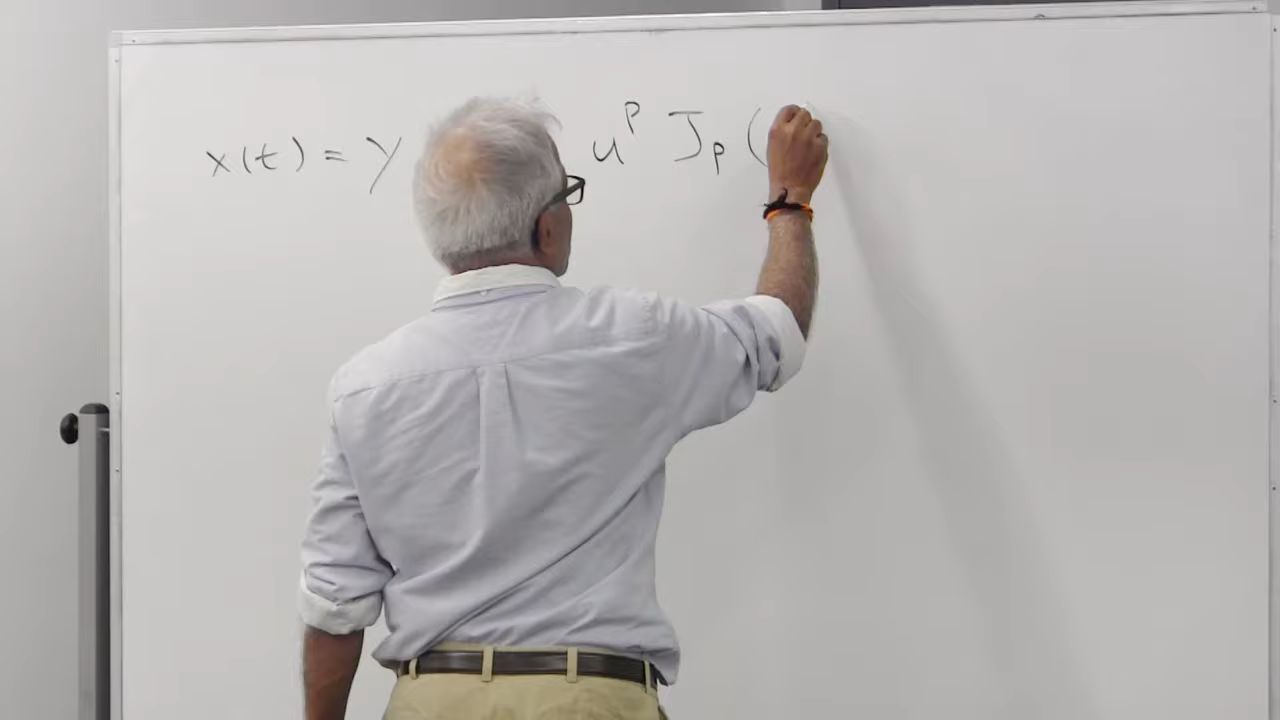 x(t) = y u^p J_p (